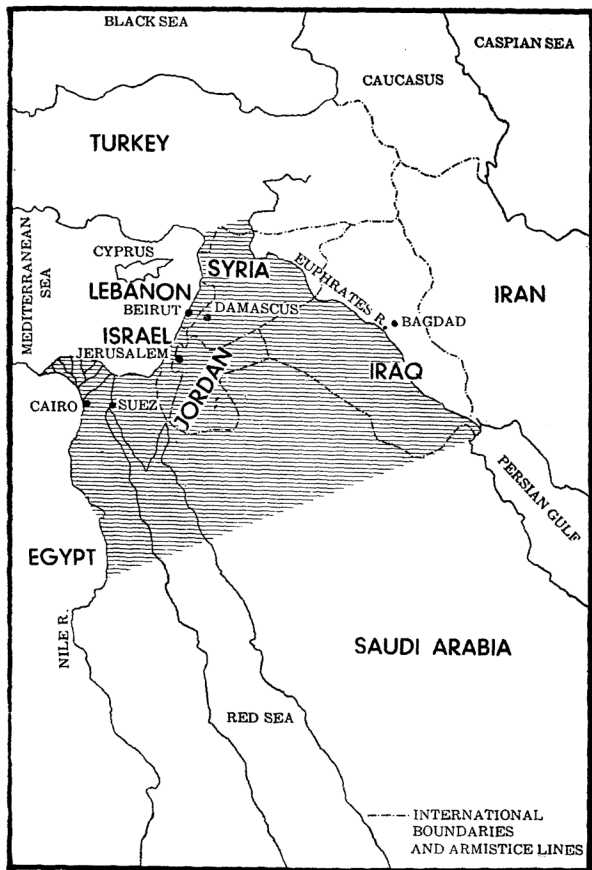 BLACK SEA
CASPIAN SEA
CAUCASUS
TURKEY
MEDITERRANEAN
SEA
CYPRUS
SYRIA
EUPHRATES R.
LEBANON
BEIRUT
DAMASCUS
IRAN
BAGDAD
ISRAEL
JERUSALEM
JORDAN
IRAQ
CAIRO
SUEZ
PERSIAN GULF
EGYPT
NILE R.
SAUDI ARABIA
RED SEA
INTERNATIONAL
BOUNDARIES
AND ARMISTICE LINES